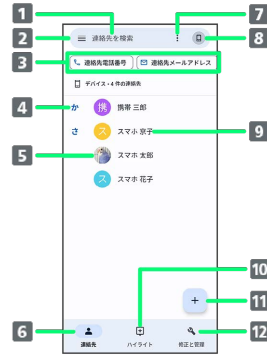 1
7
2
連絡先を検索
8
3
連絡先電話番号
連絡先メールアドレス
デバイス・4 件の連絡先
4
か
携
携帯 三郎
さ
ス
スマホ 京子
9
5
スマホ 太郎
ス
スマホ 花子
10
11
6
12
連絡先
ハイライト
修正と管理